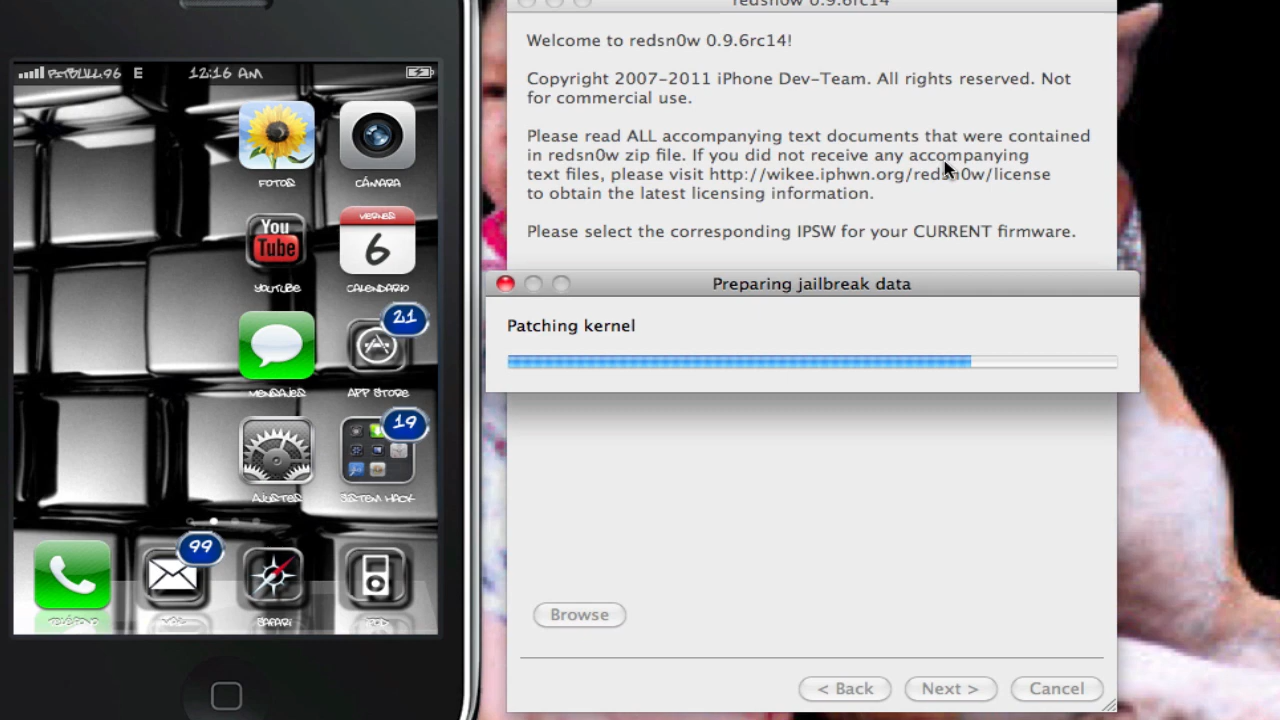 PITBULL96 E 12:16 AM
FOTOS
CÁMARA
You
Tube
VIERNES
6
YOUTUBE
CALENDARIO
21
MENSAJES
APP STORE
19
AJUSTES
SISTEM HACK
99
TELÉFONO
MAIL
SAFARI
IPOD
redsn0w 0.9.6rc14
Welcome to redsn0w 0.9.6rc14!
Copyright 2007-2011 iPhone Dev-Team. All rights reserved. Not
for commercial use.
Please read ALL accompanying text documents that were contained
in redsn0w zip file. If you did not receive any accompanying
text files, please visit http://wikee.iphwn.org/redsn0w/license
to obtain the latest licensing information.
Please select the corresponding IPSW for your CURRENT firmware.
Preparing jailbreak data
Patching kernel
Browse
< Back
Next >
Cancel